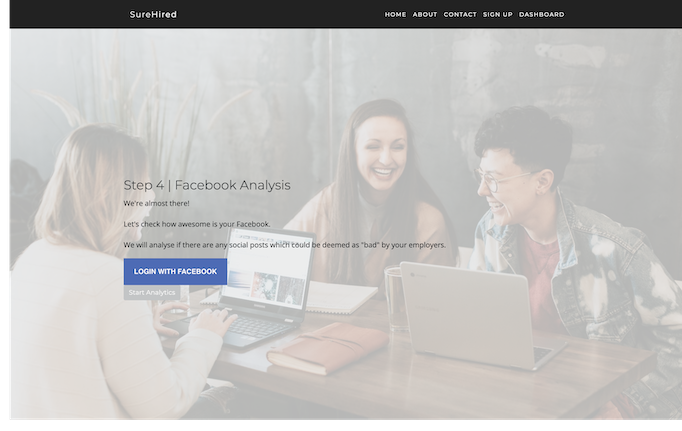 SureHired
HOME ABOUT CONTACT SIGN UP DASHBOARD
Step 4 | Facebook Analysis
We're almost there!
Let's check how awesome is your Facebook.
We will analyse if there are any social posts which could be deemed as "bad" by your employers.
LOGIN WITH FACEBOOK
Start Analytics